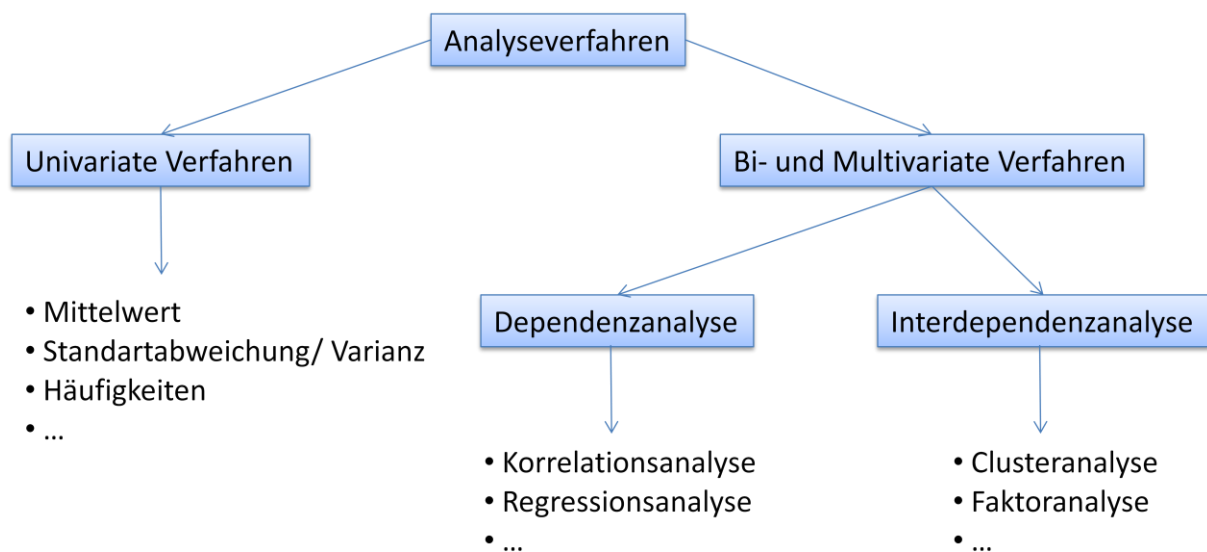 Analyseverfahren
Univariate Verfahren
Bi- und Multivariate Verfahren
• Mittelwert
• Standartabweichung/ Varianz
• Häufigkeiten
• ...
Dependenzanalyse
Interdependenzanalyse
• Korrelationsanalyse
• Regressionsanalyse
• ...
• Clusteranalyse
• Faktoranalyse
• ...